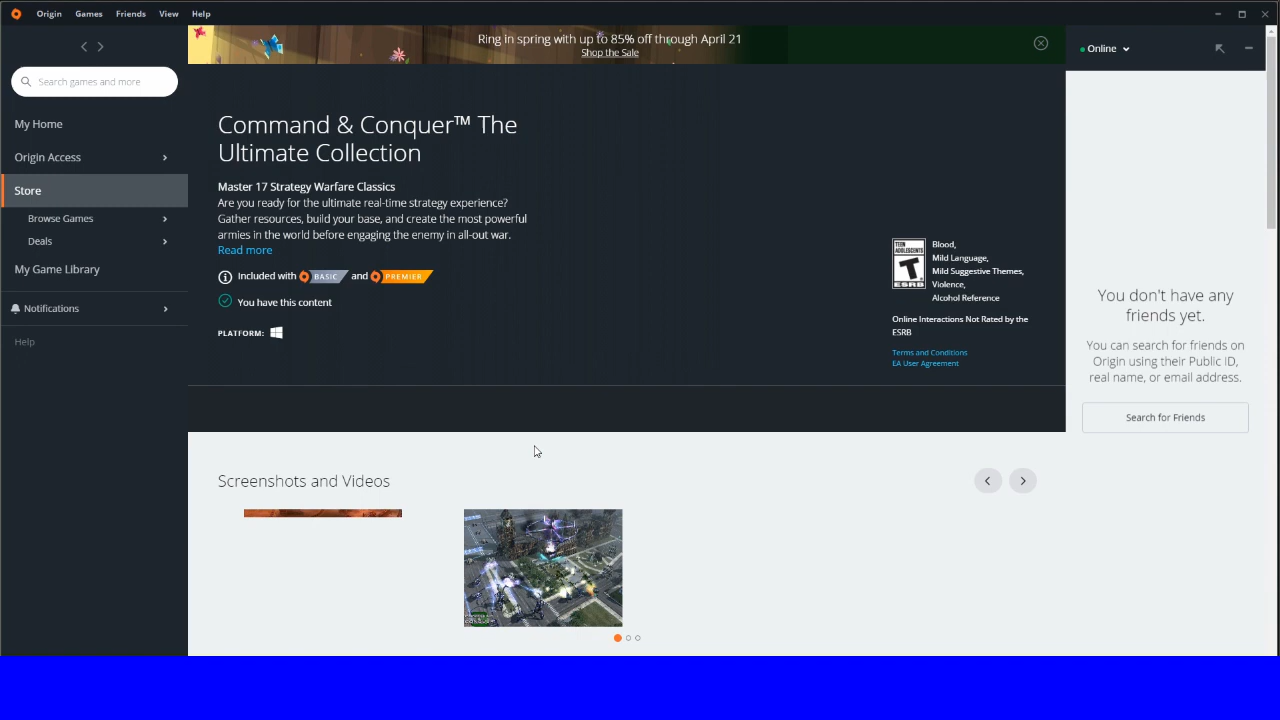 Origin Games Friends View Help
Ring in spring with up to 85% off through April 21
Shop the Sale
Search games and more
My Home
Origin Access
Store
Browse Games
Deals
My Game Library
Notifications
Help
Command & Conquer™ The
Ultimate Collection
Master 17 Strategy Warfare Classics
Are you ready for the ultimate real-time strategy experience?
Gather resources, build your base, and create the most powerful
armies in the world before engaging the enemy in all-out war.
Read more
Included with BASIC and PREMIER
You have this content
PLATFORM:
TEEN
ADOLESCENTS
T
ESRB
Blood,
Mild Language,
Mild Suggestive Themes,
Violence,
Alcohol Reference
Online Interactions Not Rated by the
ESRB
Terms and Conditions
EA User Agreement
Online
You don't have any
friends yet.
You can search for friends on
Origin using their Public ID,
real name, or email address.
Search for Friends
Screenshots and Videos